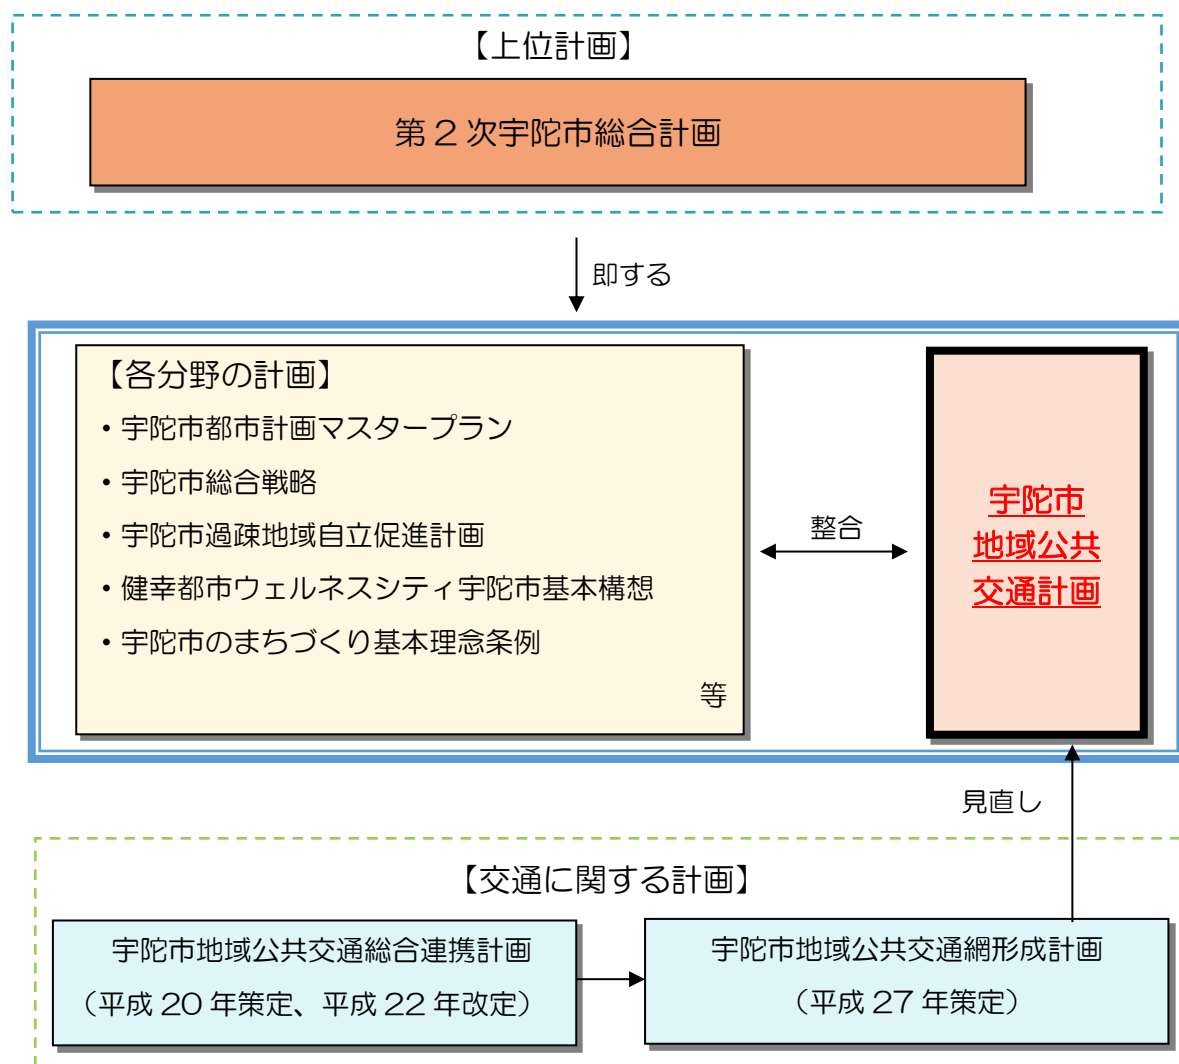 【上位計画】
第2次宇陀市総合計画
即する
【各分野の計画】
・宇陀市都市計画マスタープラン
・宇陀市総合戦略
・宇陀市過疎地域自立促進計画
・健幸都市ウェルネスシティ宇陀市基本構想
・宇陀市のまちづくり基本理念条例
等
整合
宇陀市
地域公共
交通計画
見直し
【交通に関する計画】
宇陀市地域公共交通総合連携計画
（平成 20 年策定、平成 22 年改定）
宇陀市地域公共交通網形成計画
（平成 27 年策定）